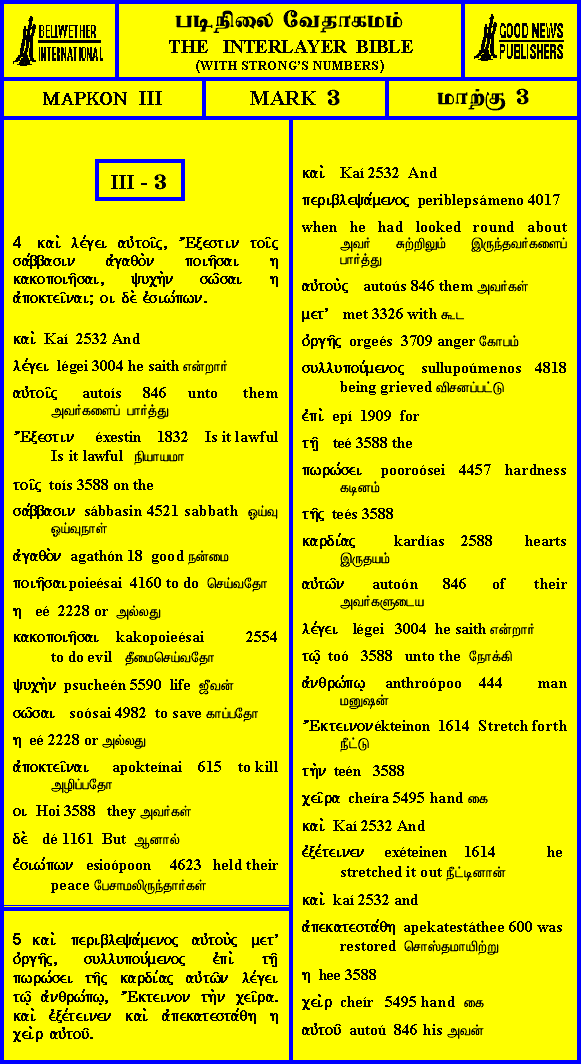 BELLWETHER
INTERNATIONAL
படிநிலை வேதாகமம்
THE INTERLAYER BIBLE
(WITH STRONG'S NUMBERS)
GOOD NEWS
PUBLISHERS
ΜΑΡΚΟΝ III
MARK 3
மாற்கு 3
III - 3
4 καὶ λέγει αὐτοῖς, Ἔξεστιν τοῖς
σάββασιν ἀγαθὸν ποιῆσαι η
κακοποιῆσαι, ψυχὴν σῶσαι η
ἀποκτεῖναι; οι δὲ ἐσιώπων.
καὶ Kaí 2532 And
λέγει légei 3004 he saith என்றார்
αὐτοῖς autoís 846 unto them
அவர்களைப் பார்த்து
Ἔξεστιν éxestin 1832 Is it lawful
Is it lawful நியாயமா
τοῖς toís 3588 on the
σάββασιν sábbasin 4521 sabbath ஓய்வு
ஓய்வுநாள்
ἀγαθὸν agathón 18 good நன்மை
ποιῆσαι poieésai 4160 to do செய்வதோ
η eé 2228 or அல்லது
κακοποιῆσαι kakopoieésai 2554
to do evil தீமைசெய்வதோ
ψυχὴν psucheén 5590 life ஜீவன்
σῶσαι soósai 4982 to save காப்பதோ
η eé 2228 or அல்லது
ἀποκτεῖναι apokteínai 615 to kill
அழிப்பதோ
οι Hoi 3588 they அவர்கள்
δὲ dé 1161 But ஆனால்
ἐσιώπων esioópoon 4623 held their
peace பேசாமலிருந்தார்கள்
5 καὶ περιβλεψάμενος αὐτοὺς μετ'
ὀργῆς, συλλυπούμενος ἐπὶ τῇ
πωρώσει τῆς καρδίας αὐτῶν λέγει
τῷ ἀνθρώπῳ, Ἔκτεινον τὴν χεῖρα.
καὶ ἐξέτεινεν καὶ ἀπεκατεστάθη η
χεὶρ αὐτοῦ.
καὶ Kaí 2532 And
περιβλεψάμενος periblepsámeno 4017
when he had looked round about
அவர் சுற்றிலும் இருந்தவர்களைப்
பார்த்து
αὐτοὺς autoús 846 them அவர்கள்
μετ' met 3326 with கூட
ὀργῆς orgeés 3709 anger கோபம்
συλλυπούμενος sullupoúmenos 4818
being grieved விசனப்பட்டு
ἐπὶ epí 1909 for
τῇ teé 3588 the
πωρώσει pooroósei 4457 hardness
கடினம்
τῆς teés 3588
καρδίας kardías 2588 hearts
இருதயம்
αὐτῶν autoón 846 of their
அவர்களுடைய
λέγει légei 3004 he saith என்றார்
τῷ toó 3588 unto the நோக்கி
ἀνθρώπῳ anthroópoo 444 man
மனுஷன்
Ἔκτεινον ékteinon 1614 Stretch forth
நீட்டு
τὴν teén 3588
χεῖρα cheíra 5495 hand கை
καὶ Kaí 2532 And
ἐξέτεινεν exéteinen 1614 he
stretched it out நீட்டினான்
καὶ kaí 2532 and
ἀπεκατεστάθη apekatestáthee 600 was
restored சொஸ்தமாயிற்று
η hee 3588
χεὶρ cheír 5495 hand கை
αὐτοῦ autoú 846 his அவன்